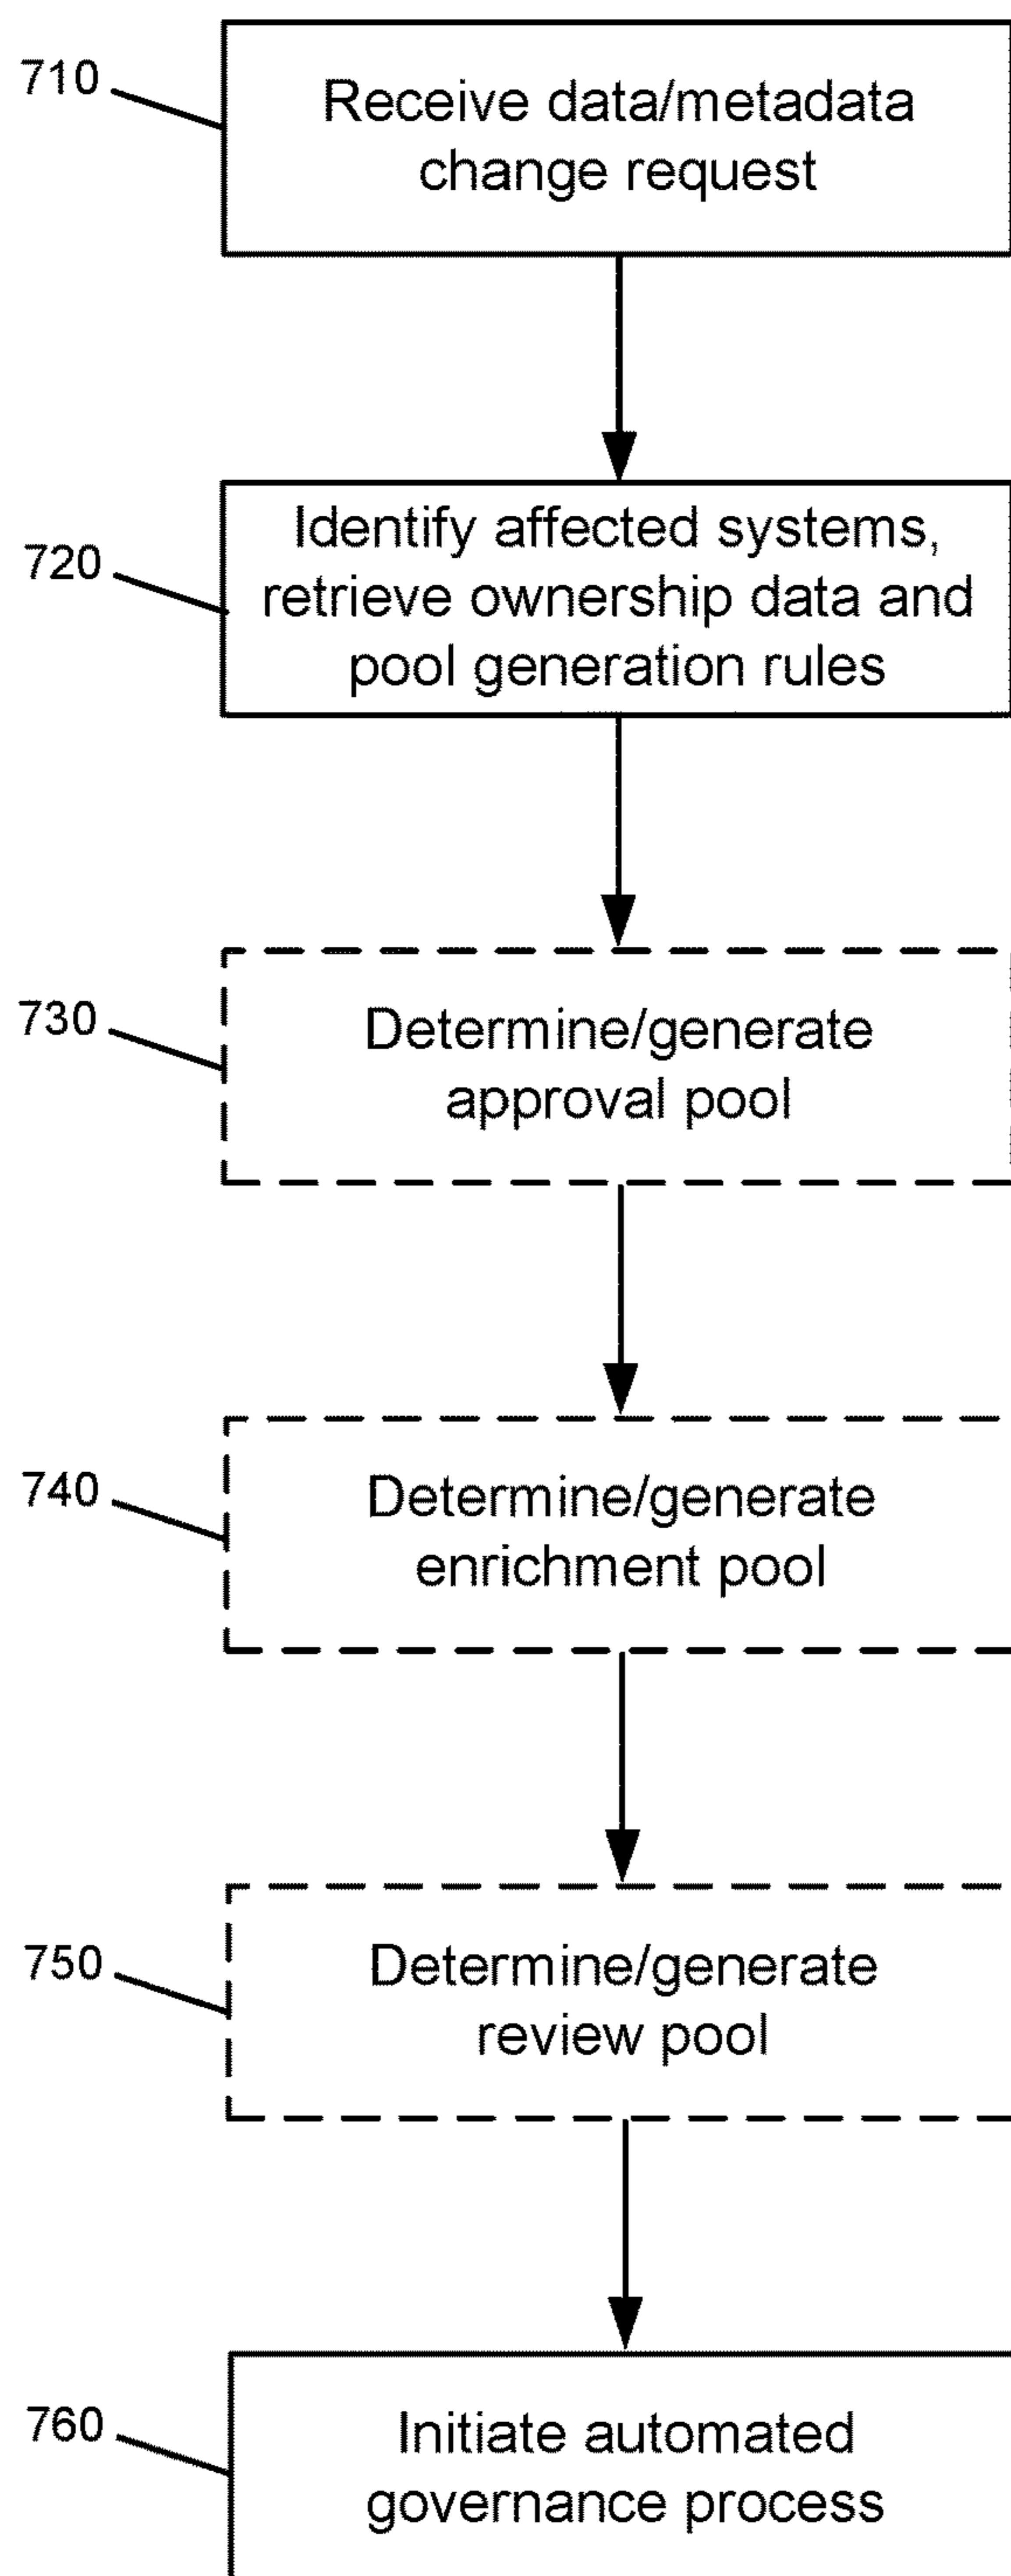 710
Receive data/metadata
change request
720
Identify affected systems,
retrieve ownership data and
pool generation rules
730
Determine/generate
approval pool
740
Determine/generate
enrichment pool
750
Determine/generate
review pool
760
Initiate automated
governance process